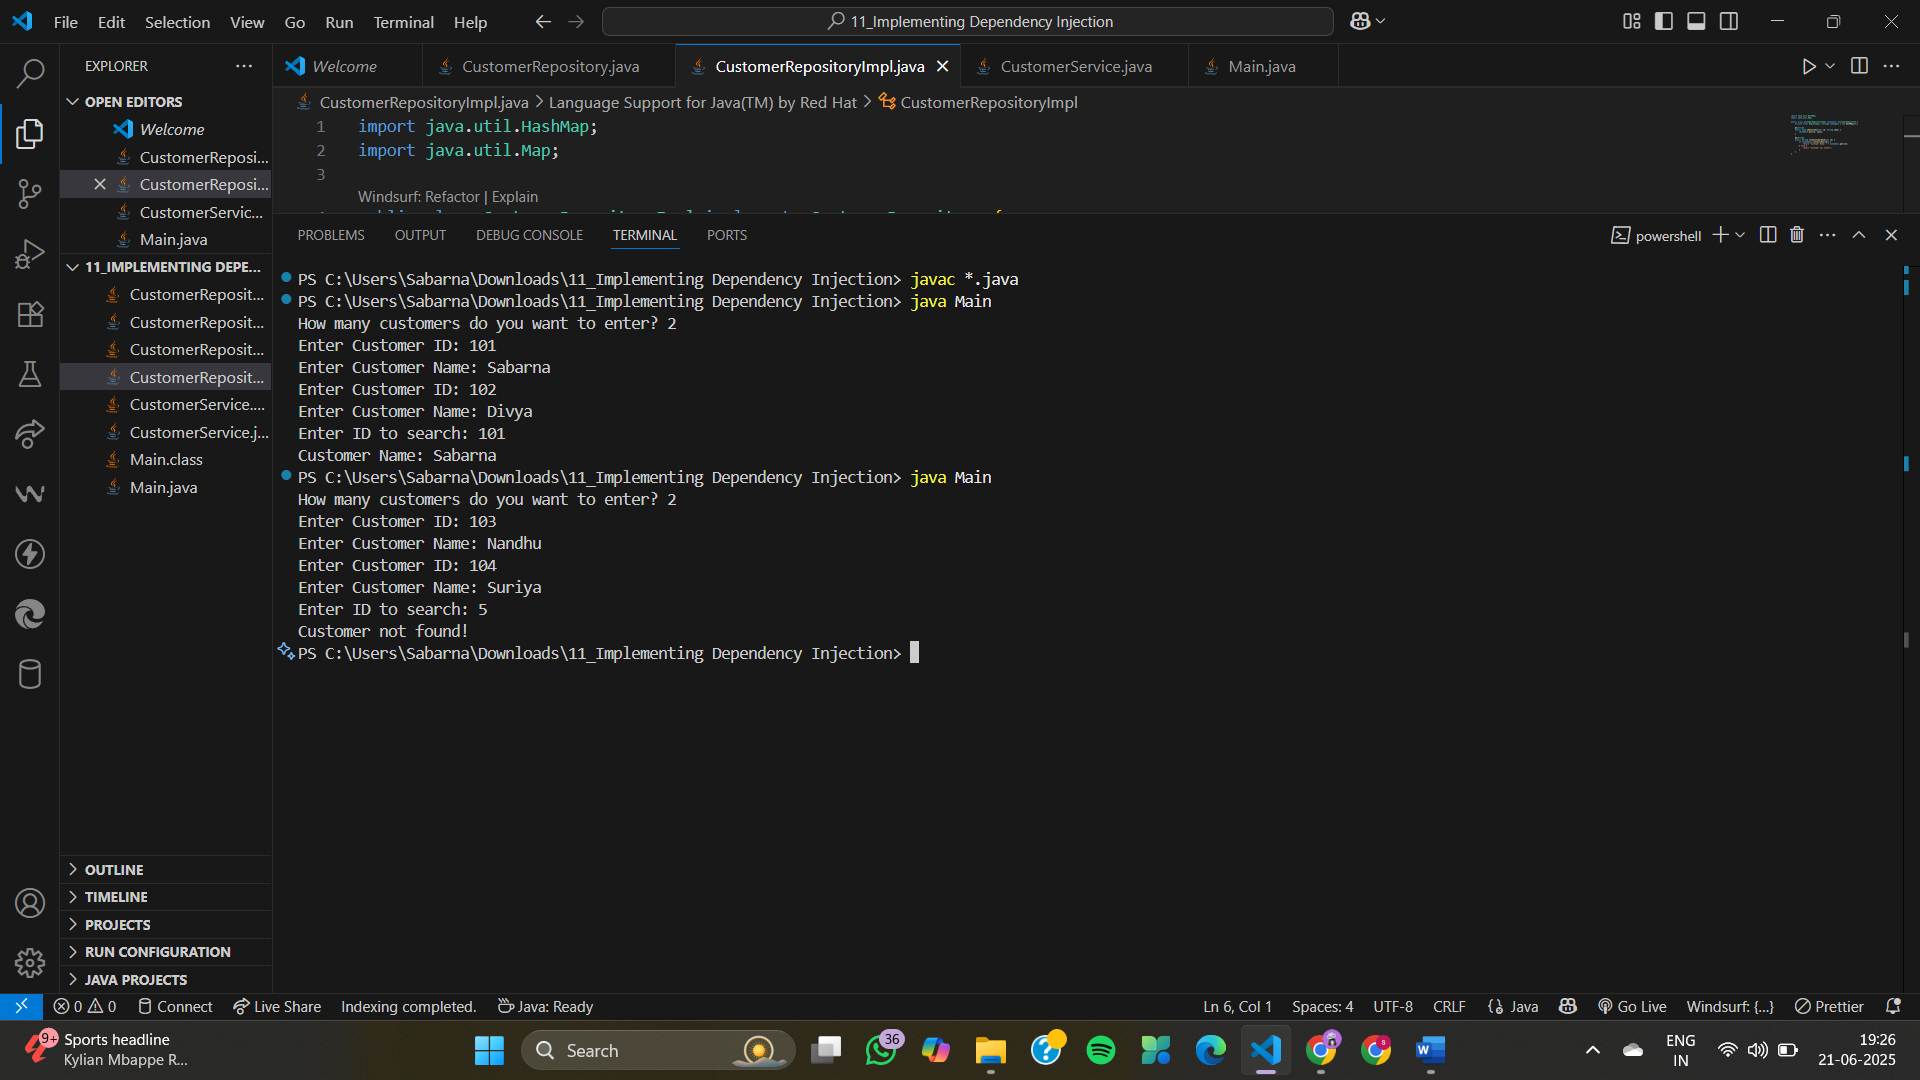 File Edit Selection View Go Run Terminal Help
11_Implementing Dependency Injection
EXPLORER
OPEN EDITORS
Welcome
CustomerReposi...
CustomerReposi...
CustomerServic...
Main.java
11_IMPLEMENTING DEPE...
CustomerReposit...
CustomerReposit...
CustomerReposit...
CustomerReposit...
CustomerService....
CustomerService.j...
Main.class
Main.java
OUTLINE
TIMELINE
PROJECTS
RUN CONFIGURATION
JAVA PROJECTS
Welcome CustomerRepository.java CustomerRepositoryImpl.java CustomerService.java Main.java
CustomerRepositoryImpl.java > Language Support for Java(TM) by Red Hat > CustomerRepositoryImpl
1 import java.util.HashMap;
2 import java.util.Map;
3
Windsurf: Refactor | Explain
PROBLEMS OUTPUT DEBUG CONSOLE TERMINAL PORTS
powershell
PS C:\Users\Sabarna\Downloads\11_Implementing Dependency Injection> javac *.java
PS C:\Users\Sabarna\Downloads\11_Implementing Dependency Injection> java Main
How many customers do you want to enter? 2
Enter Customer ID: 101
Enter Customer Name: Sabarna
Enter Customer ID: 102
Enter Customer Name: Divya
Enter ID to search: 101
Customer Name: Sabarna
PS C:\Users\Sabarna\Downloads\11_Implementing Dependency Injection> java Main
How many customers do you want to enter? 2
Enter Customer ID: 103
Enter Customer Name: Nandhu
Enter Customer ID: 104
Enter Customer Name: Suriya
Enter ID to search: 5
Customer not found!
PS C:\Users\Sabarna\Downloads\11_Implementing Dependency Injection>
0 0 Connect Live Share Indexing completed. Java: Ready
Ln 6, Col 1 Spaces: 4 UTF-8 CRLF Java Go Live Windsurf: {...} Prettier
9+
Sports headline
Kylian Mbappe R...
Search
36
ENG
IN
19:26
21-06-2025